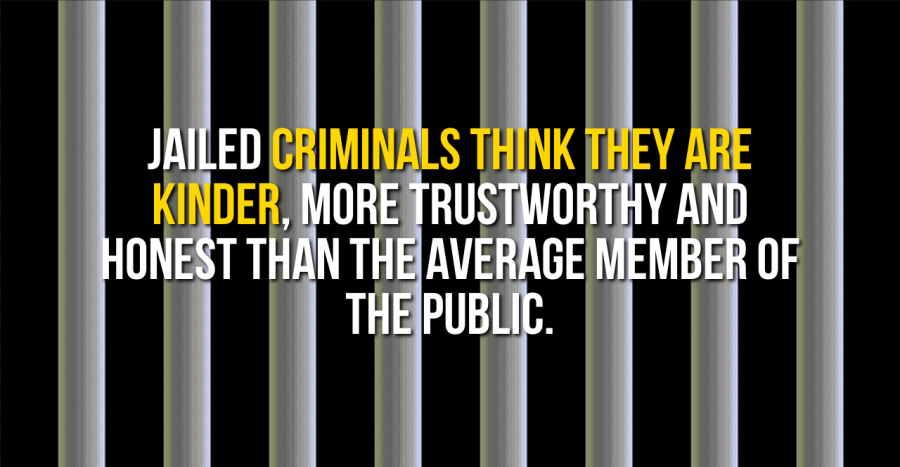 JAILED CRIMINALS THINK THEY ARE
KINDER, MORE TRUSTWORTHY AND
HONEST THAN THE AVERAGE MEMBER OF
THE PUBLIC.